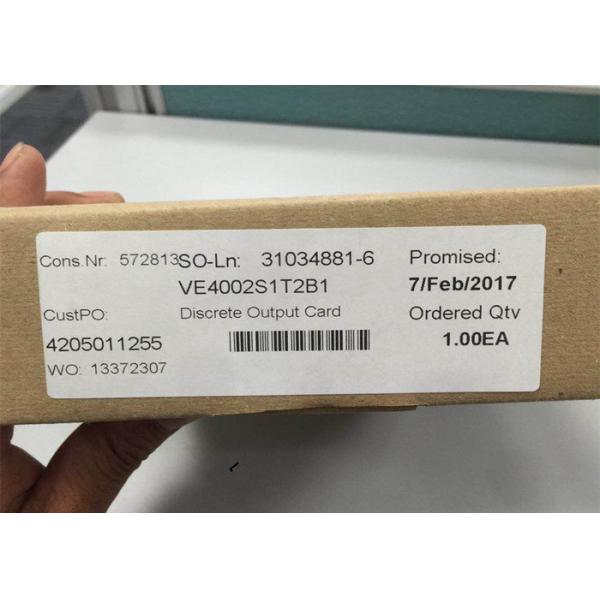 Cons.Nr: 572813 SO-Ln: 31034881-6 Promised:
VE4002S1T2B1 7/Feb/2017
CustPO: Discrete Output Card Ordered Qtv
4205011255 1.00EA
WO: 13372307